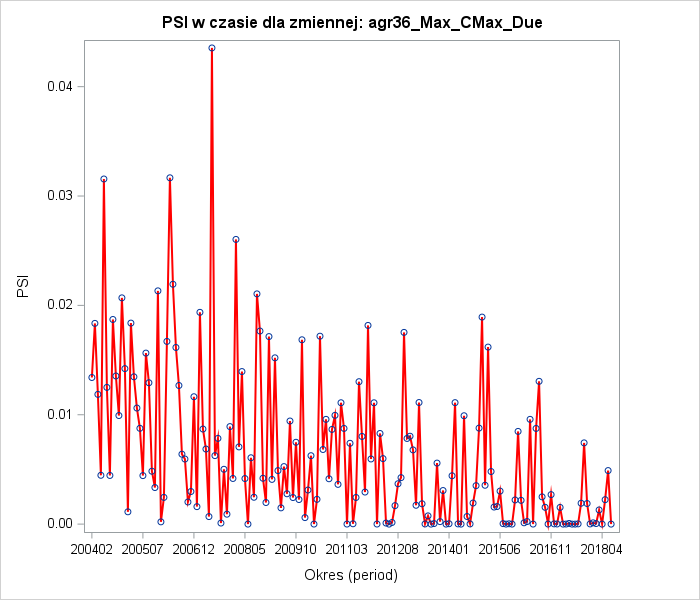 PSI w czasie dla zmiennej: agr36_Max_CMax_Due
0.04
0.03
0.02
0.01
0.00
PSI
200402 200507 200612 200805 200910 201103 201208 201401 201506 201611 201804
Okres (period)